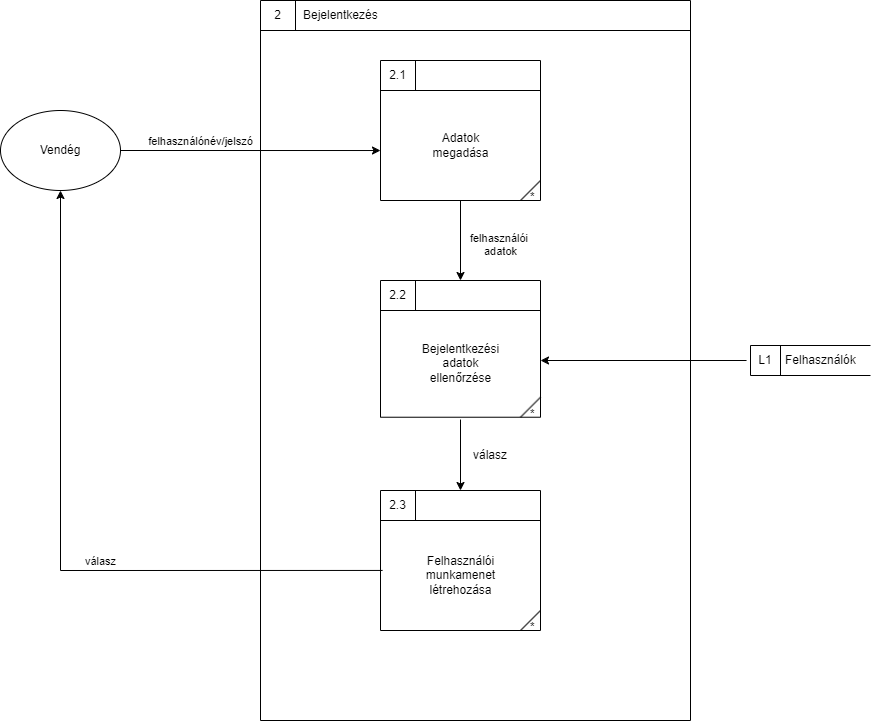 2
Bejelentkezés
2.1
Adatok
megadása
*
Vendég
felhasználónév/jelszó
felhasználói
adatok
2.2
Bejelentkezési
adatok
ellenőrzése
*
L1
Felhasználók
válasz
2.3
Felhasználói
munkamenet
létrehozása
*
válasz